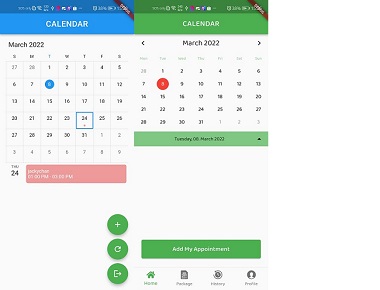 CALENDAR
March 2022
S M T W T F S
27 28 1 2 3 4 5
6 7 8 9 10 11 12
13 14 15 16 17 18 19
20 21 22 23 24 25 26
27 28 29 30 31 1 2
3 4 5 6 7 8 9
THU
24
01:00 PM - 03:00 PM
CALENDAR
March 2022
Mon Tue Wed Thu Fri Sat Sun
28 1 2 3 4 5 6
7 8 9 10 11 12 13
14 15 16 17 18 19 20
21 22 23 24 25 26 27
28 29 30 31 1 2 3
Tuesday, 08. March 2022
Add My Appointment
Home Package History Profile